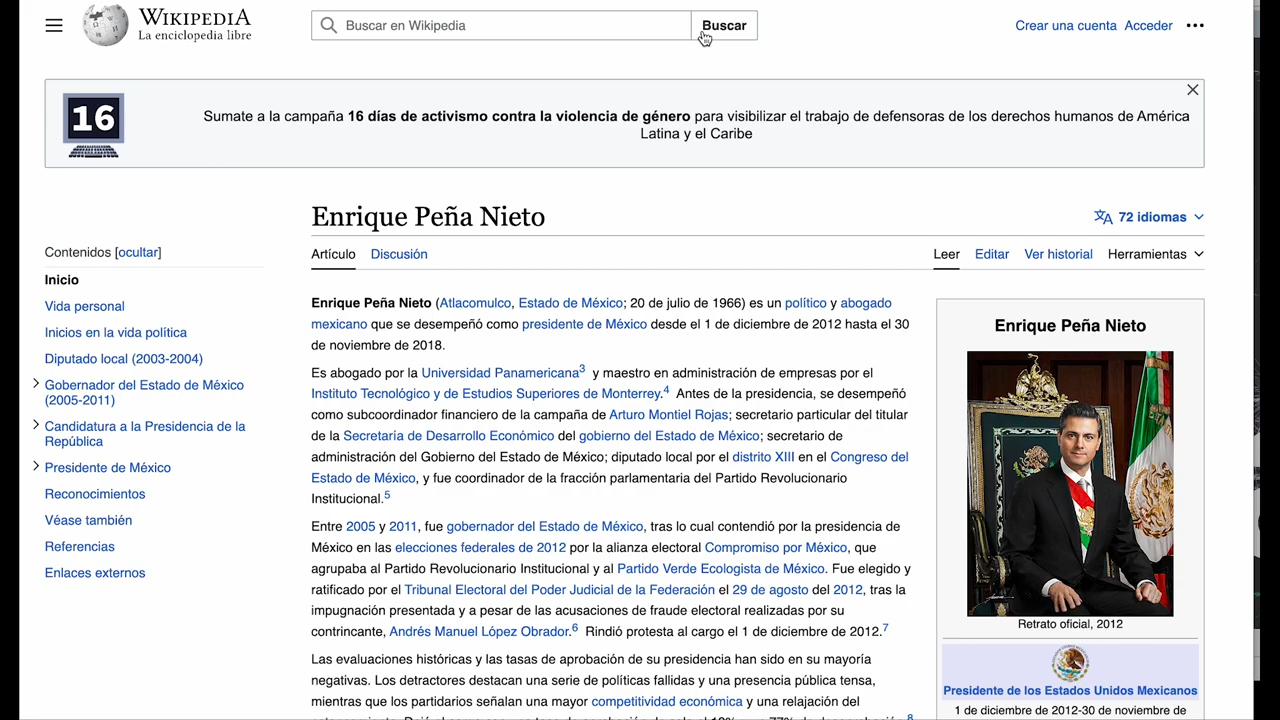 WIKIPEDIA
La enciclopedia libre
Buscar en Wikipedia
Buscar
Crear una cuenta Acceder
16
Sumate a la campaña 16 días de activismo contra la violencia de género para visibilizar el trabajo de defensoras de los derechos humanos de América
Latina y el Caribe
Enrique Peña Nieto
72 idiomas
Contenidos [ocultar]
Inicio
Vida personal
Inicios en la vida política
Diputado local (2003-2004)
Gobernador del Estado de México
(2005-2011)
Candidatura a la Presidencia de la
República
Presidente de México
Reconocimientos
Véase también
Referencias
Enlaces externos
Artículo Discusión
Leer Editar Ver historial Herramientas
Enrique Peña Nieto (Atlacomulco, Estado de México; 20 de julio de 1966) es un político y abogado
mexicano que se desempeñó como presidente de México desde el 1 de diciembre de 2012 hasta el 30
de noviembre de 2018.
Es abogado por la Universidad Panamericana3 y maestro en administración de empresas por el
Instituto Tecnológico y de Estudios Superiores de Monterrey.4 Antes de la presidencia, se desempeñó
como subcoordinador financiero de la campaña de Arturo Montiel Rojas; secretario particular del titular
de la Secretaría de Desarrollo Económico del gobierno del Estado de México; secretario de
administración del Gobierno del Estado de México; diputado local por el distrito XIII en el Congreso del
Estado de México, y fue coordinador de la fracción parlamentaria del Partido Revolucionario
Institucional.5
Entre 2005 y 2011, fue gobernador del Estado de México, tras lo cual contendió por la presidencia de
México en las elecciones federales de 2012 por la alianza electoral Compromiso por México, que
agrupaba al Partido Revolucionario Institucional y al Partido Verde Ecologista de México. Fue elegido y
ratificado por el Tribunal Electoral del Poder Judicial de la Federación el 29 de agosto del 2012, tras la
impugnación presentada y a pesar de las acusaciones de fraude electoral realizadas por su
contrincante, Andrés Manuel López Obrador.6 Rindió protesta al cargo el 1 de diciembre de 2012.7
Las evaluaciones históricas y las tasas de aprobación de su presidencia han sido en su mayoría
negativas. Los detractores destacan una serie de políticas fallidas y una presencia pública tensa,
mientras que los partidarios señalan una mayor competitividad económica y una relajación del
Enrique Peña Nieto
Retrato oficial, 2012
Presidente de los Estados Unidos Mexicanos
1 de diciembre de 2012-30 de noviembre de